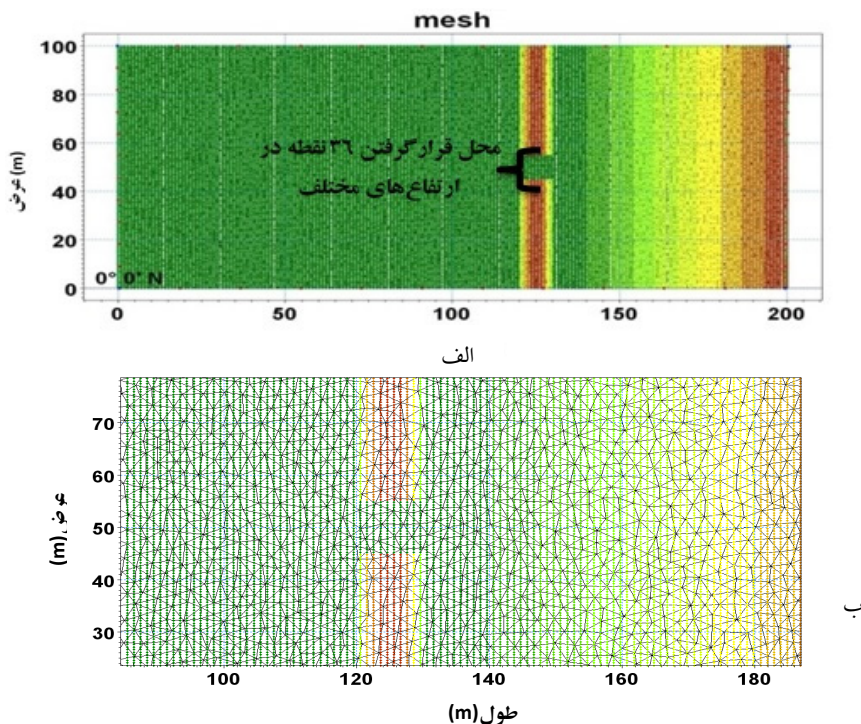 mesh
100
80
60
40
20
0
عرض (m)
محل قرارگرفتن ٣٦ نقطه در
ارتفاع‌های مختلف
0° 0' N
0 50 100 150 200
الف
70
60
50
40
30
عرض (m)
ب
100 120 140 160 180
طول (m)